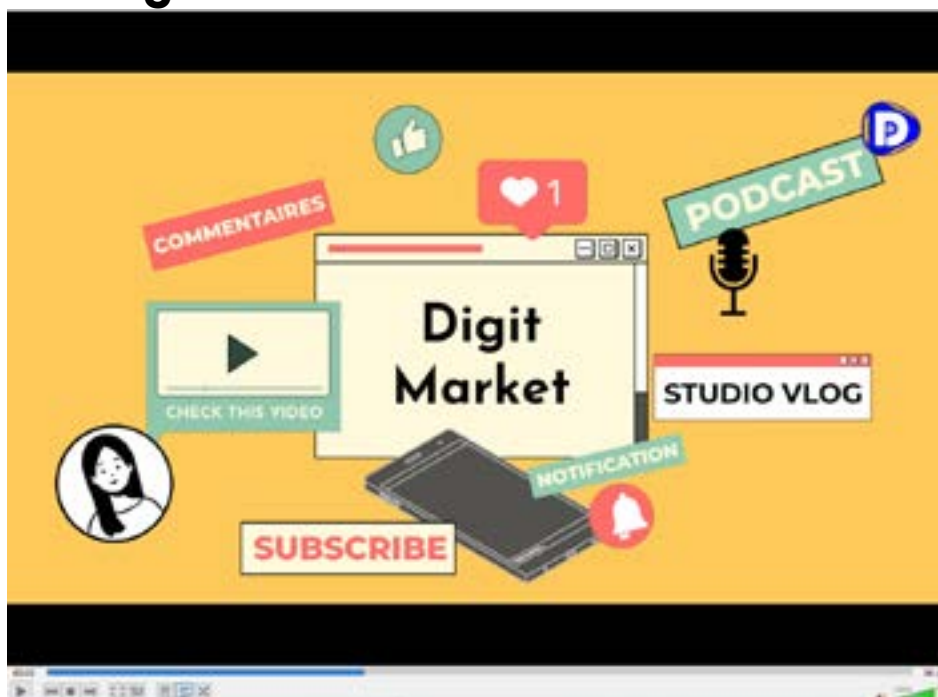 PODCAST
1
COMMENTAIRES
Digit
Market
CHECK THIS VIDEO
STUDIO VLOG
NOTIFICATION
SUBSCRIBE